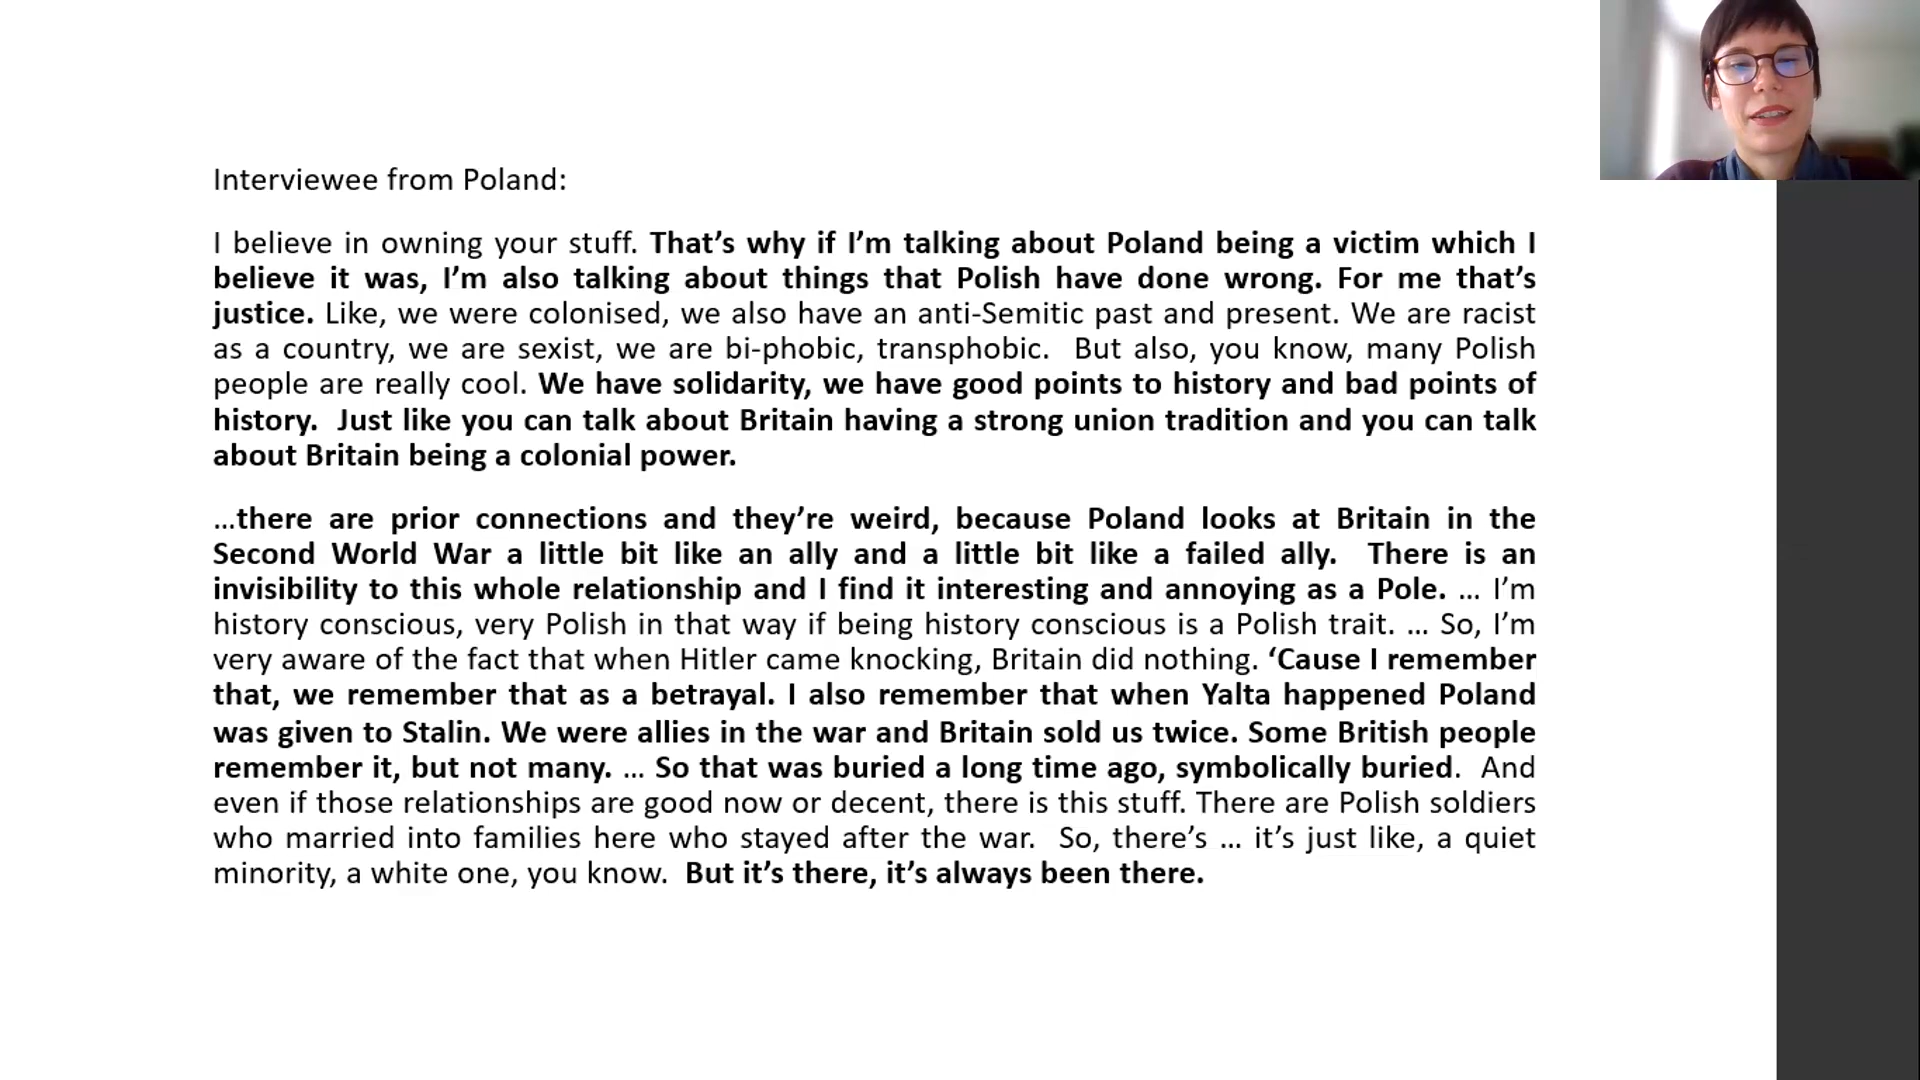 Interviewee from Poland:
I believe in owning your stuff. That’s why if I’m talking about Poland being a victim which I
believe it was, I’m also talking about things that Polish have done wrong. For me that’s
justice. Like, we were colonised, we also have an anti-Semitic past and present. We are racist
as a country, we are sexist, we are bi-phobic, transphobic.  But also, you know, many Polish
people are really cool. We have solidarity, we have good points to history and bad points of
history.  Just like you can talk about Britain having a strong union tradition and you can talk
about Britain being a colonial power.
…there are prior connections and they’re weird, because Poland looks at Britain in the
Second World War a little bit like an ally and a little bit like a failed ally.  There is an
invisibility to this whole relationship and I find it interesting and annoying as a Pole. … I’m
history conscious, very Polish in that way if being history conscious is a Polish trait. … So, I’m
very aware of the fact that when Hitler came knocking, Britain did nothing. ‘Cause I remember
that, we remember that as a betrayal. I also remember that when Yalta happened Poland
was given to Stalin. We were allies in the war and Britain sold us twice. Some British people
remember it, but not many. … So that was buried a long time ago, symbolically buried.  And
even if those relationships are good now or decent, there is this stuff. There are Polish soldiers
who married into families here who stayed after the war.  So, there’s … it’s just like, a quiet
minority, a white one, you know.  But it’s there, it’s always been there.